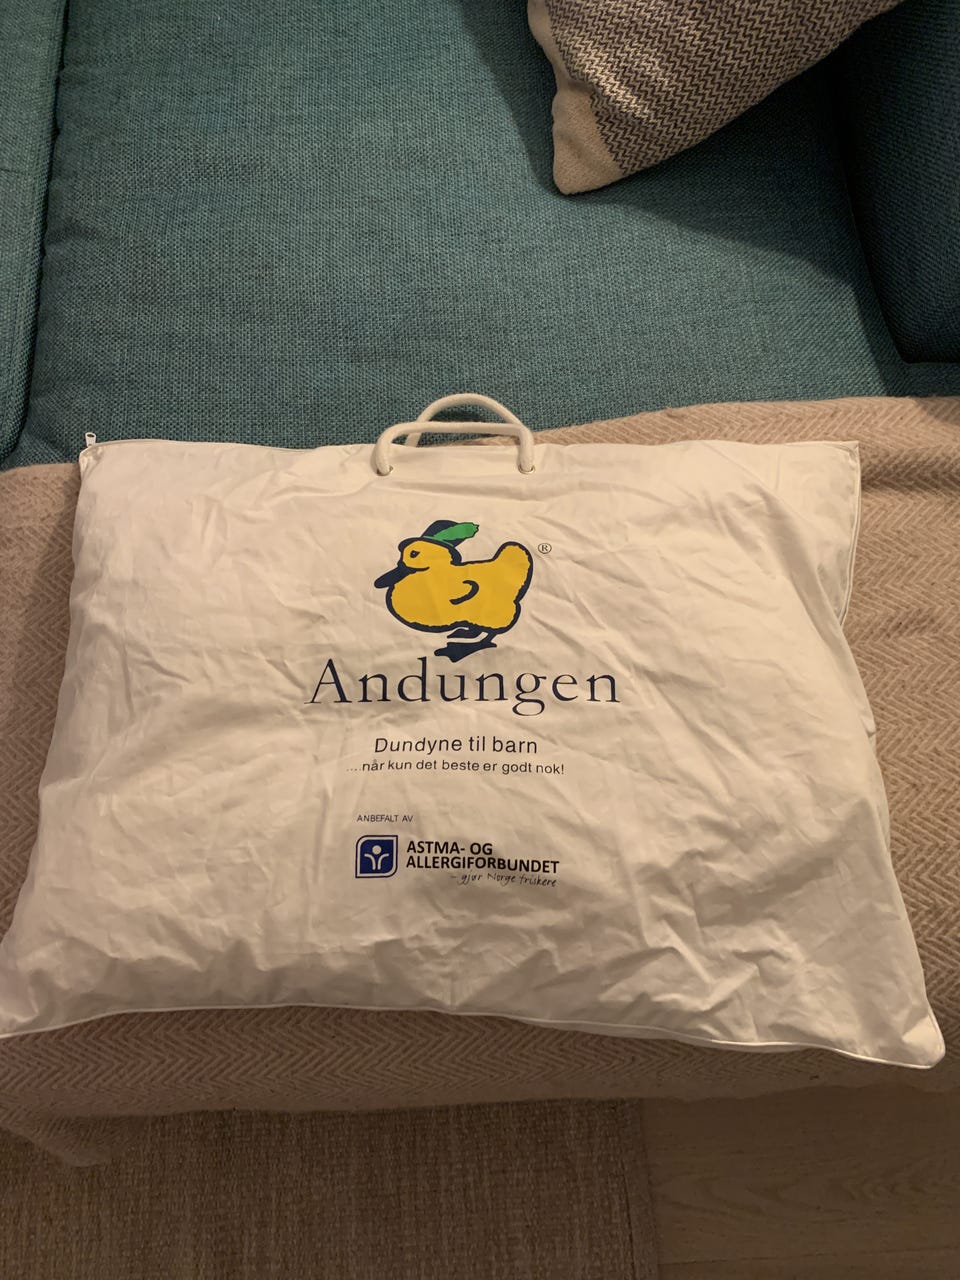 ®
Andungen
Dundyne til barn
....når kun det beste er godt nok!
ANBEFALT AV
ASTMA- OG
ALLERGIFORBUNDET
- gjør Norge friskere